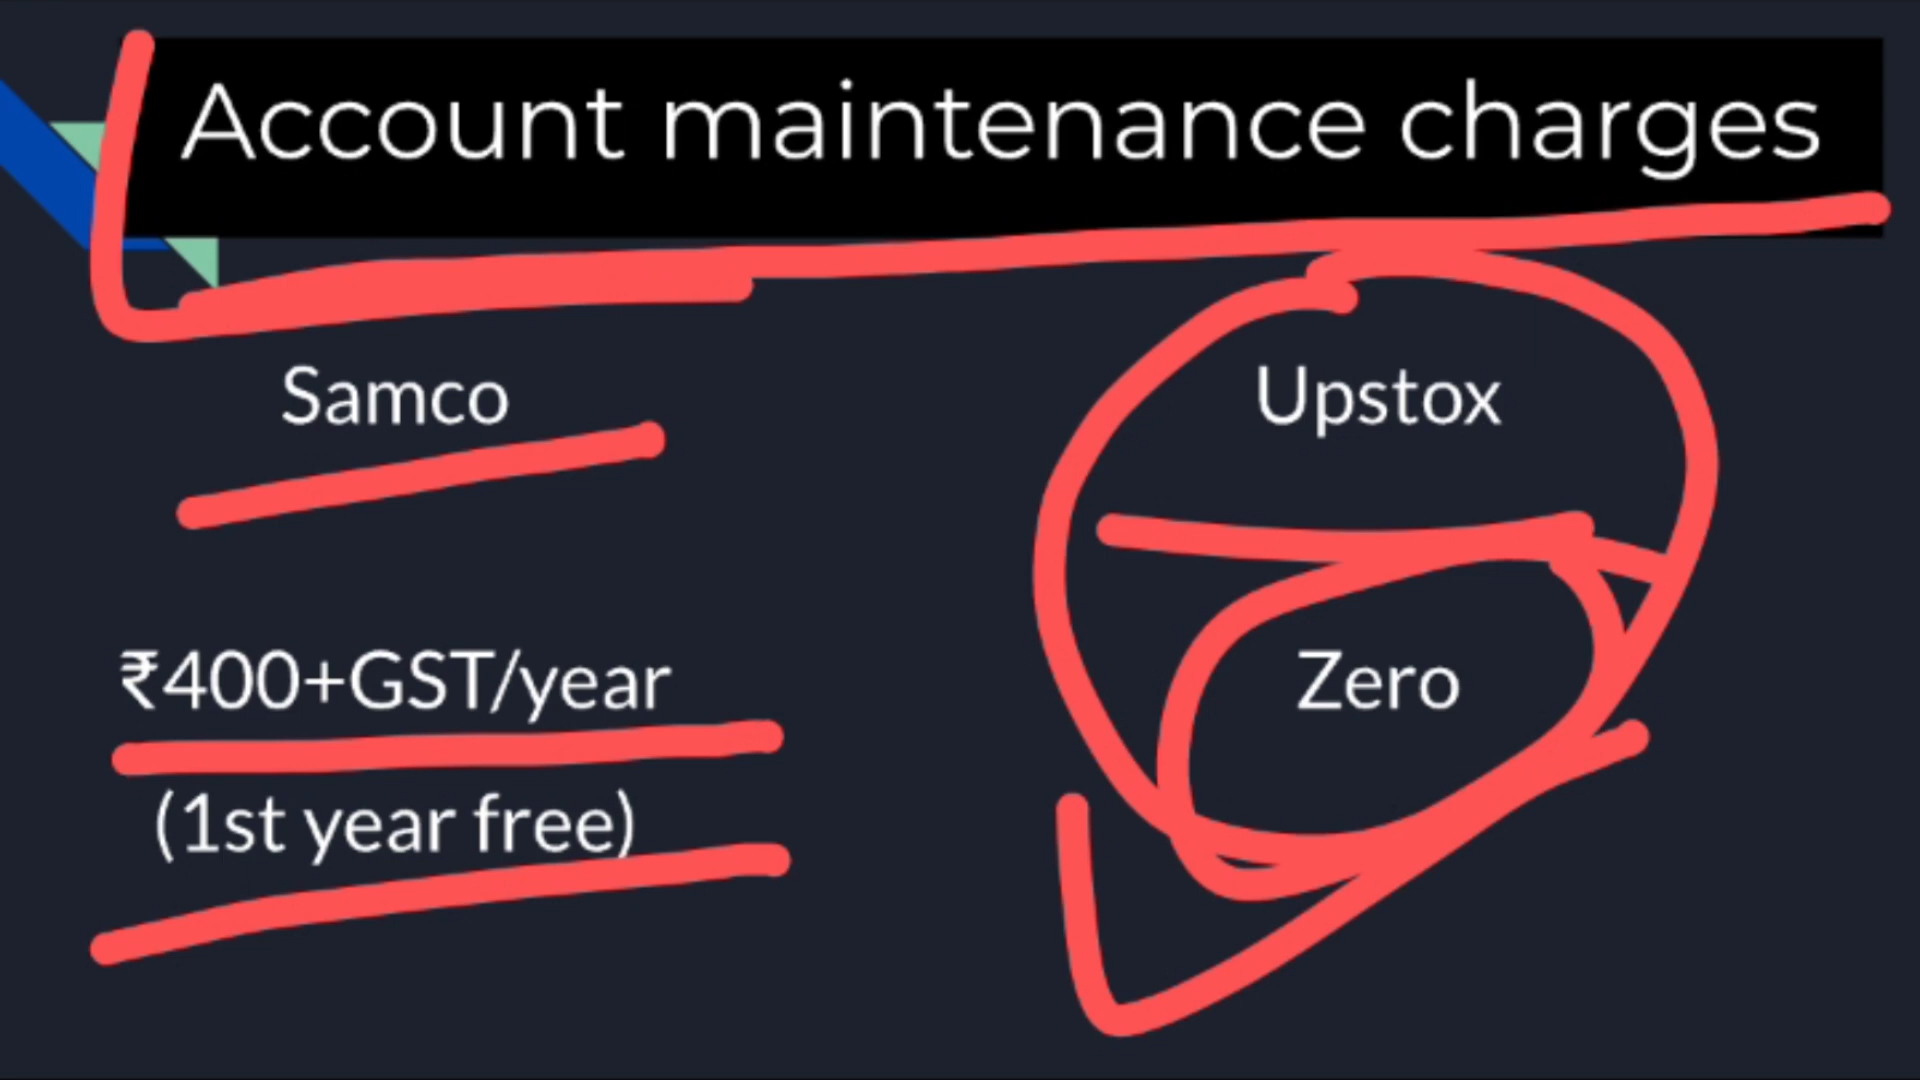 Account maintenance charges
Samco
Upstox
₹400+GST/year
(1st year free)
Zero